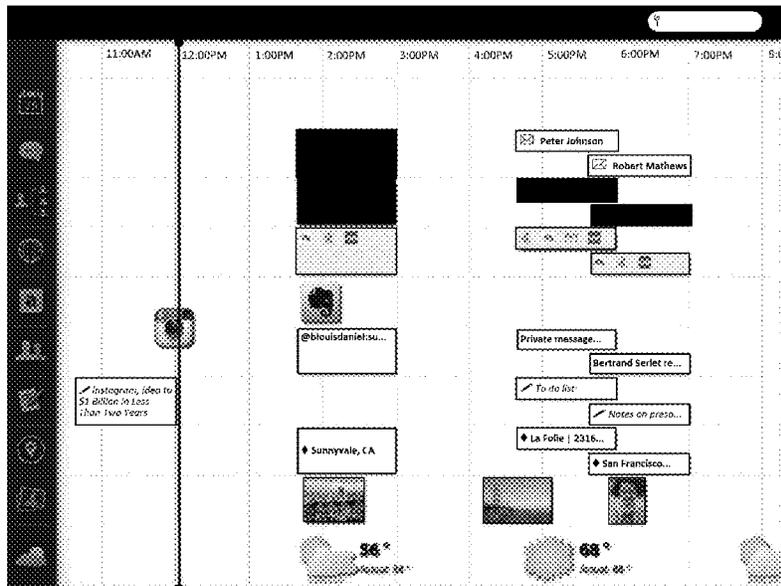 11:00AM 12:00PM 1:00PM 2:00PM 3:00PM 4:00PM 5:00PM 6:00PM 7:00PM
Peter Johnson
Robert Mathews
@blouisdaniel:su...
Private message...
Bertrand Serlet re...
Instagram, idea to
$1 Billion in Less
Than Two Years
To do list:
Notes on preso...
Sunnyvale, CA
La Folie | 2316...
San Francisco...
56°
68°